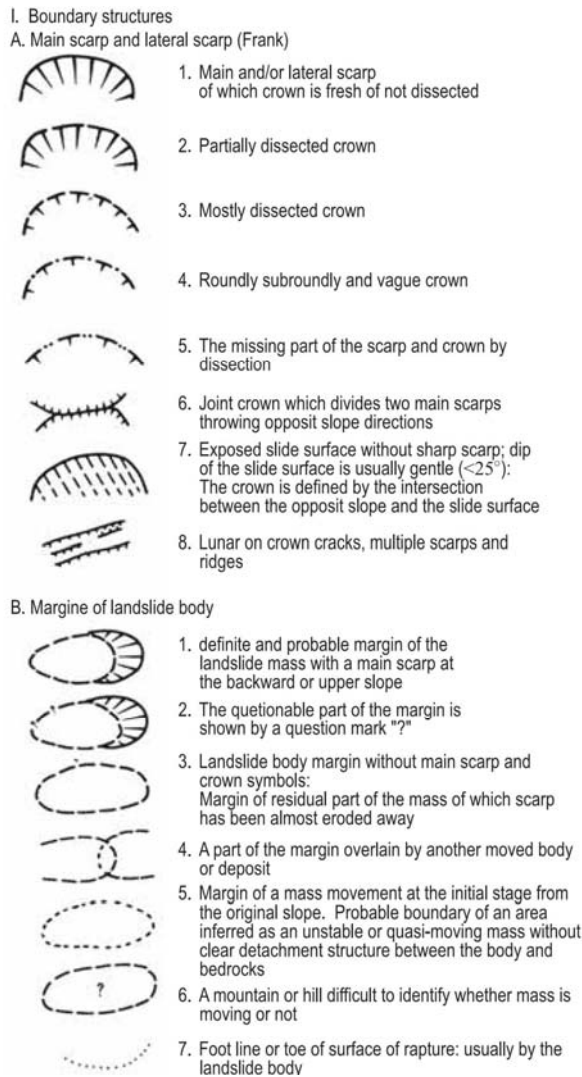 I. Boundary structures
A. Main scarp and lateral scarp (Frank)
1. Main and/or lateral scarp
of which crown is fresh of not dissected
2. Partially dissected crown
3. Mostly dissected crown
4. Roundly subroundly and vague crown
5. The missing part of the scarp and crown by
dissection
6. Joint crown which divides two main scarps
throwing opposit slope directions
7. Exposed slide surface without sharp scarp; dip
of the slide surface is usually gentle (<25°):
The crown is defined by the intersection
between the opposit slope and the slide surface
8. Lunar on crown cracks, multiple scarps and
ridges
B. Margine of landslide body
1. definite and probable margin of the
landslide mass with a main scarp at
the backward or upper slope
2. The quetionable part of the margin is
shown by a question mark "?"
3. Landslide body margin without main scarp and
crown symbols:
Margin of residual part of the mass of which scarp
has been almost eroded away
4. A part of the margin overlain by another moved body
or deposit
5. Margin of a mass movement at the initial stage from
the original slope. Probable boundary of an area
inferred as an unstable or quasi-moving mass without
clear detachment structure between the body and
bedrocks
?
6. A mountain or hill difficult to identify whether mass is
moving or not
7. Foot line or toe of surface of rapture: usually by the
landslide body